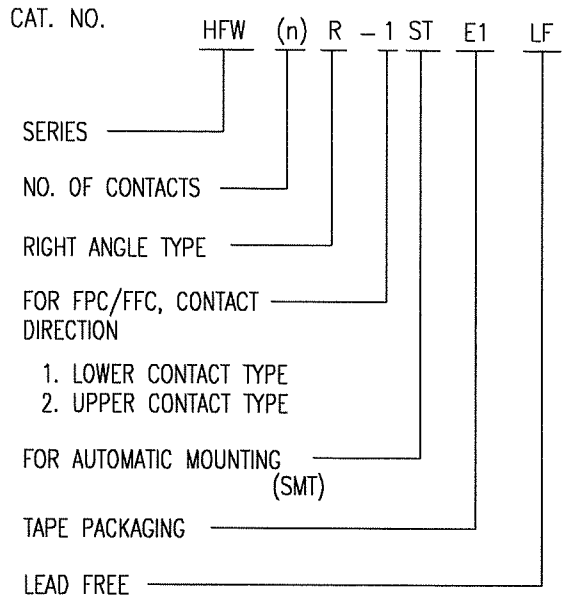 CAT. NO.
HFW (n) R - 1 ST E1 LF
SERIES
NO. OF CONTACTS
RIGHT ANGLE TYPE
FOR FPC/FFC, CONTACT
DIRECTION
1. LOWER CONTACT TYPE
2. UPPER CONTACT TYPE
FOR AUTOMATIC MOUNTING
(SMT)
TAPE PACKAGING
LEAD FREE